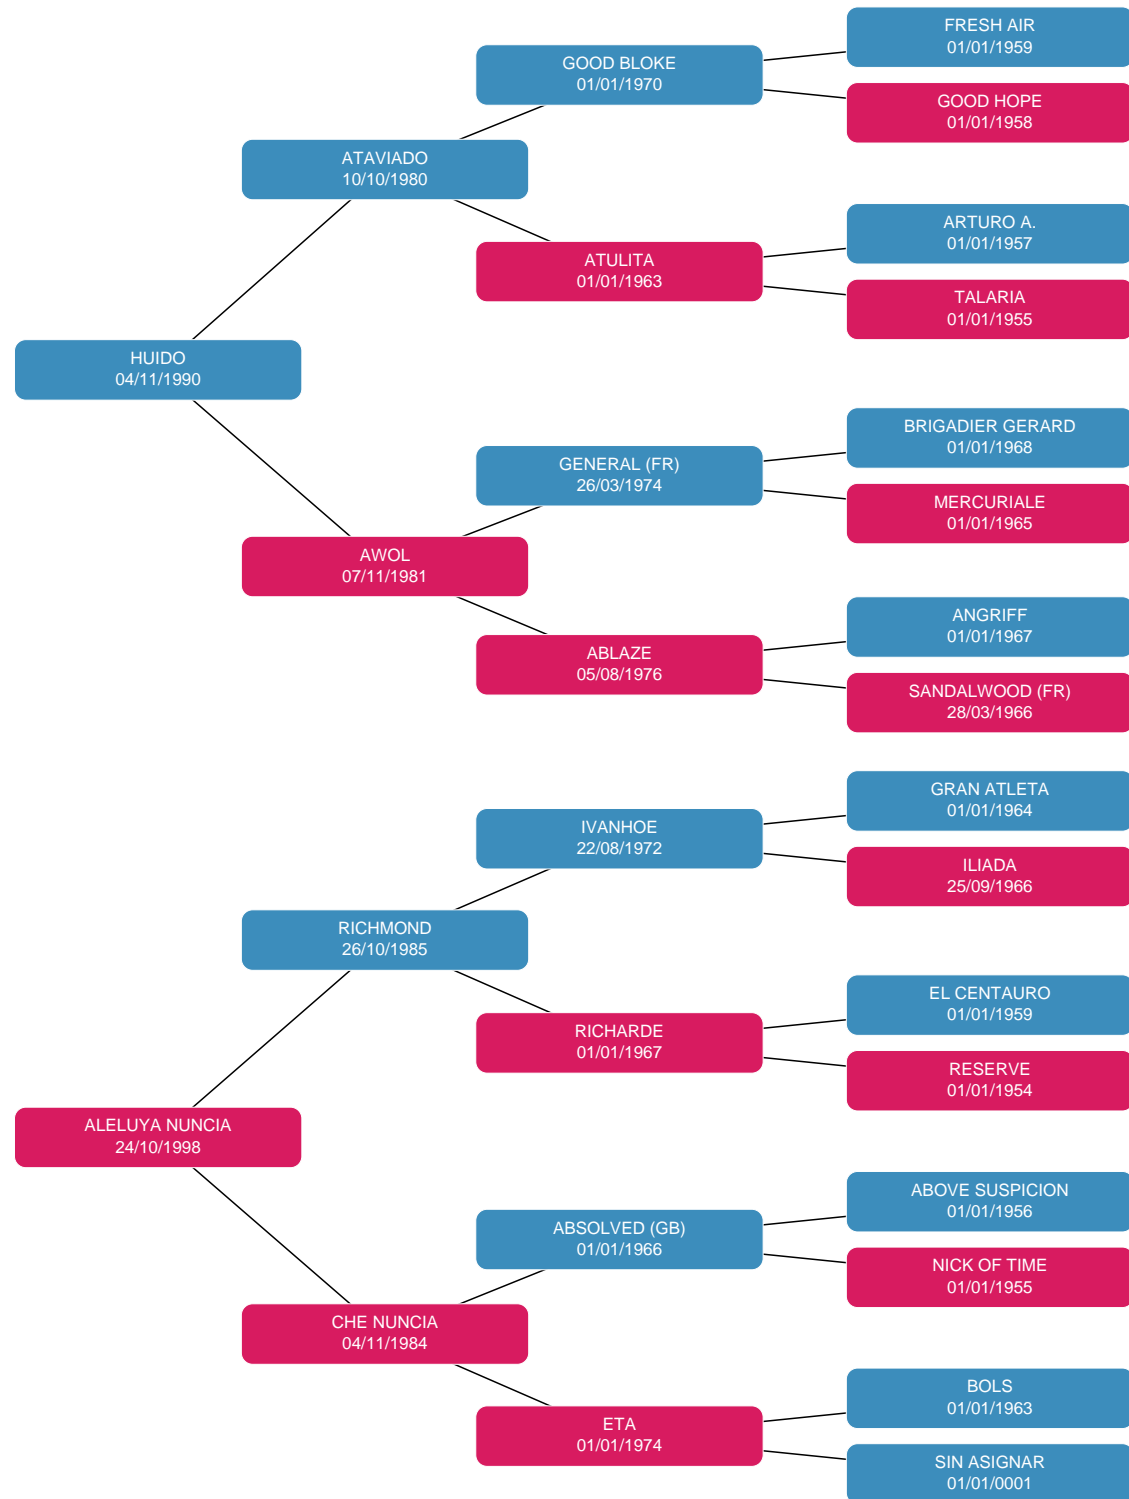 FRESH AIR
01/01/1959
GOOD BLOKE
01/01/1970
GOOD HOPE
01/01/1958
ATAVIADO
10/10/1980
ARTURO A.
01/01/1957
ATULITA
01/01/1963
TALARIA
01/01/1955
HUIDO
04/11/1990
BRIGADIER GERARD
01/01/1968
GENERAL (FR)
26/03/1974
MERCURIALE
01/01/1965
AWOL
07/11/1981
ANGRIFF
01/01/1967
ABLAZE
05/08/1976
SANDALWOOD (FR)
28/03/1966
GRAN ATLETA
01/01/1964
IVANHOE
22/08/1972
ILIADA
25/09/1966
RICHMOND
26/10/1985
EL CENTAURO
01/01/1959
RICHARDE
01/01/1967
RESERVE
01/01/1954
ALELUYA NUNCIA
24/10/1998
ABOVE SUSPICION
01/01/1956
ABSOLVED (GB)
01/01/1966
NICK OF TIME
01/01/1955
CHE NUNCIA
04/11/1984
BOLS
01/01/1963
ETA
01/01/1974
SIN ASIGNAR
01/01/0001